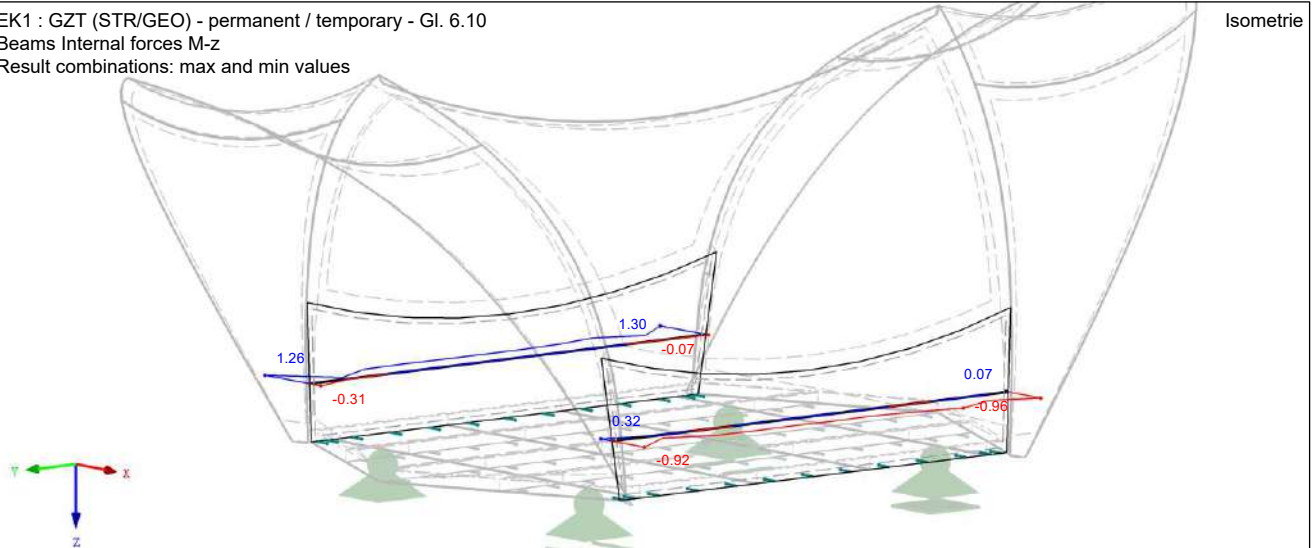 EK1 : GZT (STR/GEO) - permanent / temporary - Gl. 6.10
Isometrie
Beams Internal forces M-z
Result combinations: max and min values
1.30
-0.07
1.26
-0.31
0.07
-0.96
0.32
-0.92
Y
X
Z